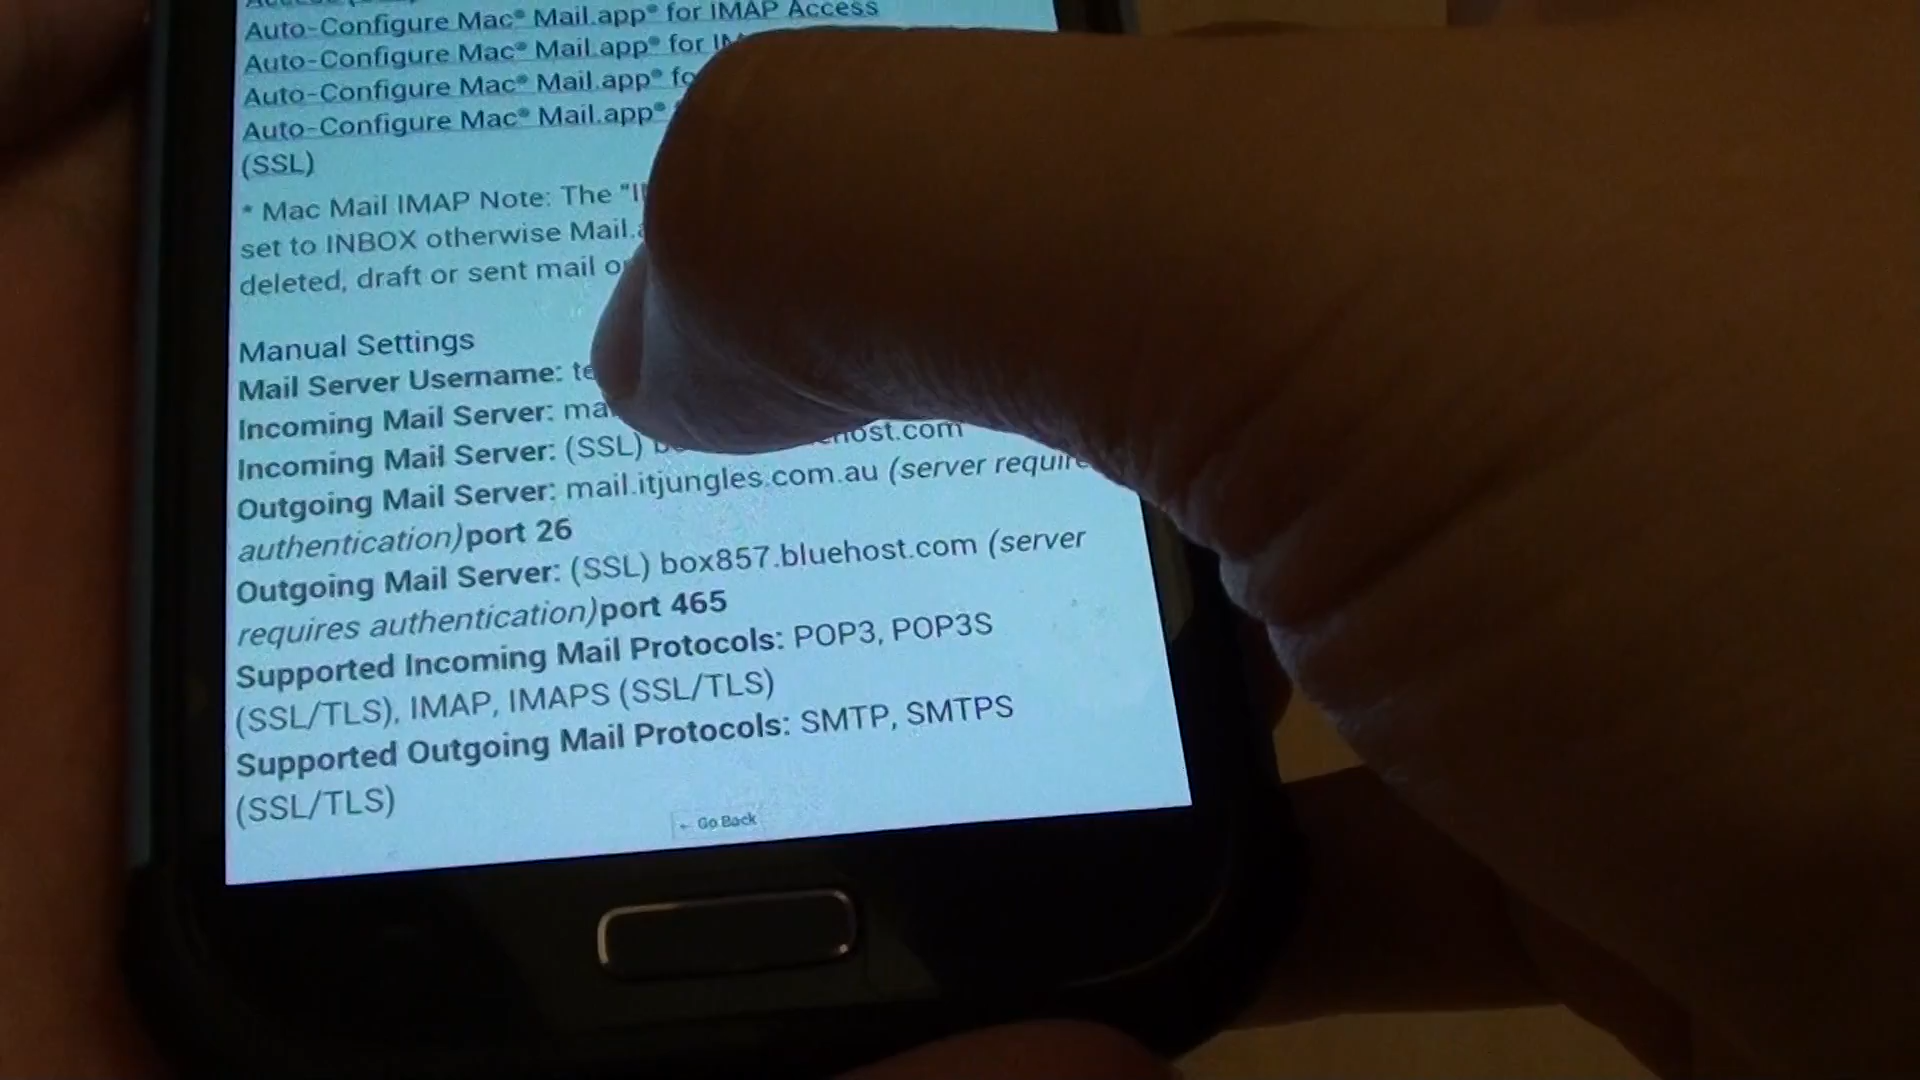 Auto-Configure Mac® Mail.app® for IMAP Access
Auto-Configure Mac® Mail.app® for
Auto-Configure Mac® Mail.app®
Auto-Configure Mac® Mail.app®
(SSL)
* Mac Mail IMAP Note: The
set to INBOX otherwise
deleted, draft or sent mail
Manual Settings
Mail Server Username:
Incoming Mail Server:
Incoming Mail Server: (SSL)
Outgoing Mail Server: mail.itjungles.com.au (server
authentication)port 26
Outgoing Mail Server: (SSL) box857.bluehost.com (server
requires authentication)port 465
Supported Incoming Mail Protocols: POP3, POP3S
(SSL/TLS), IMAP, IMAPS (SSL/TLS)
Supported Outgoing Mail Protocols: SMTP, SMTPS
(SSL/TLS)
← Go Back